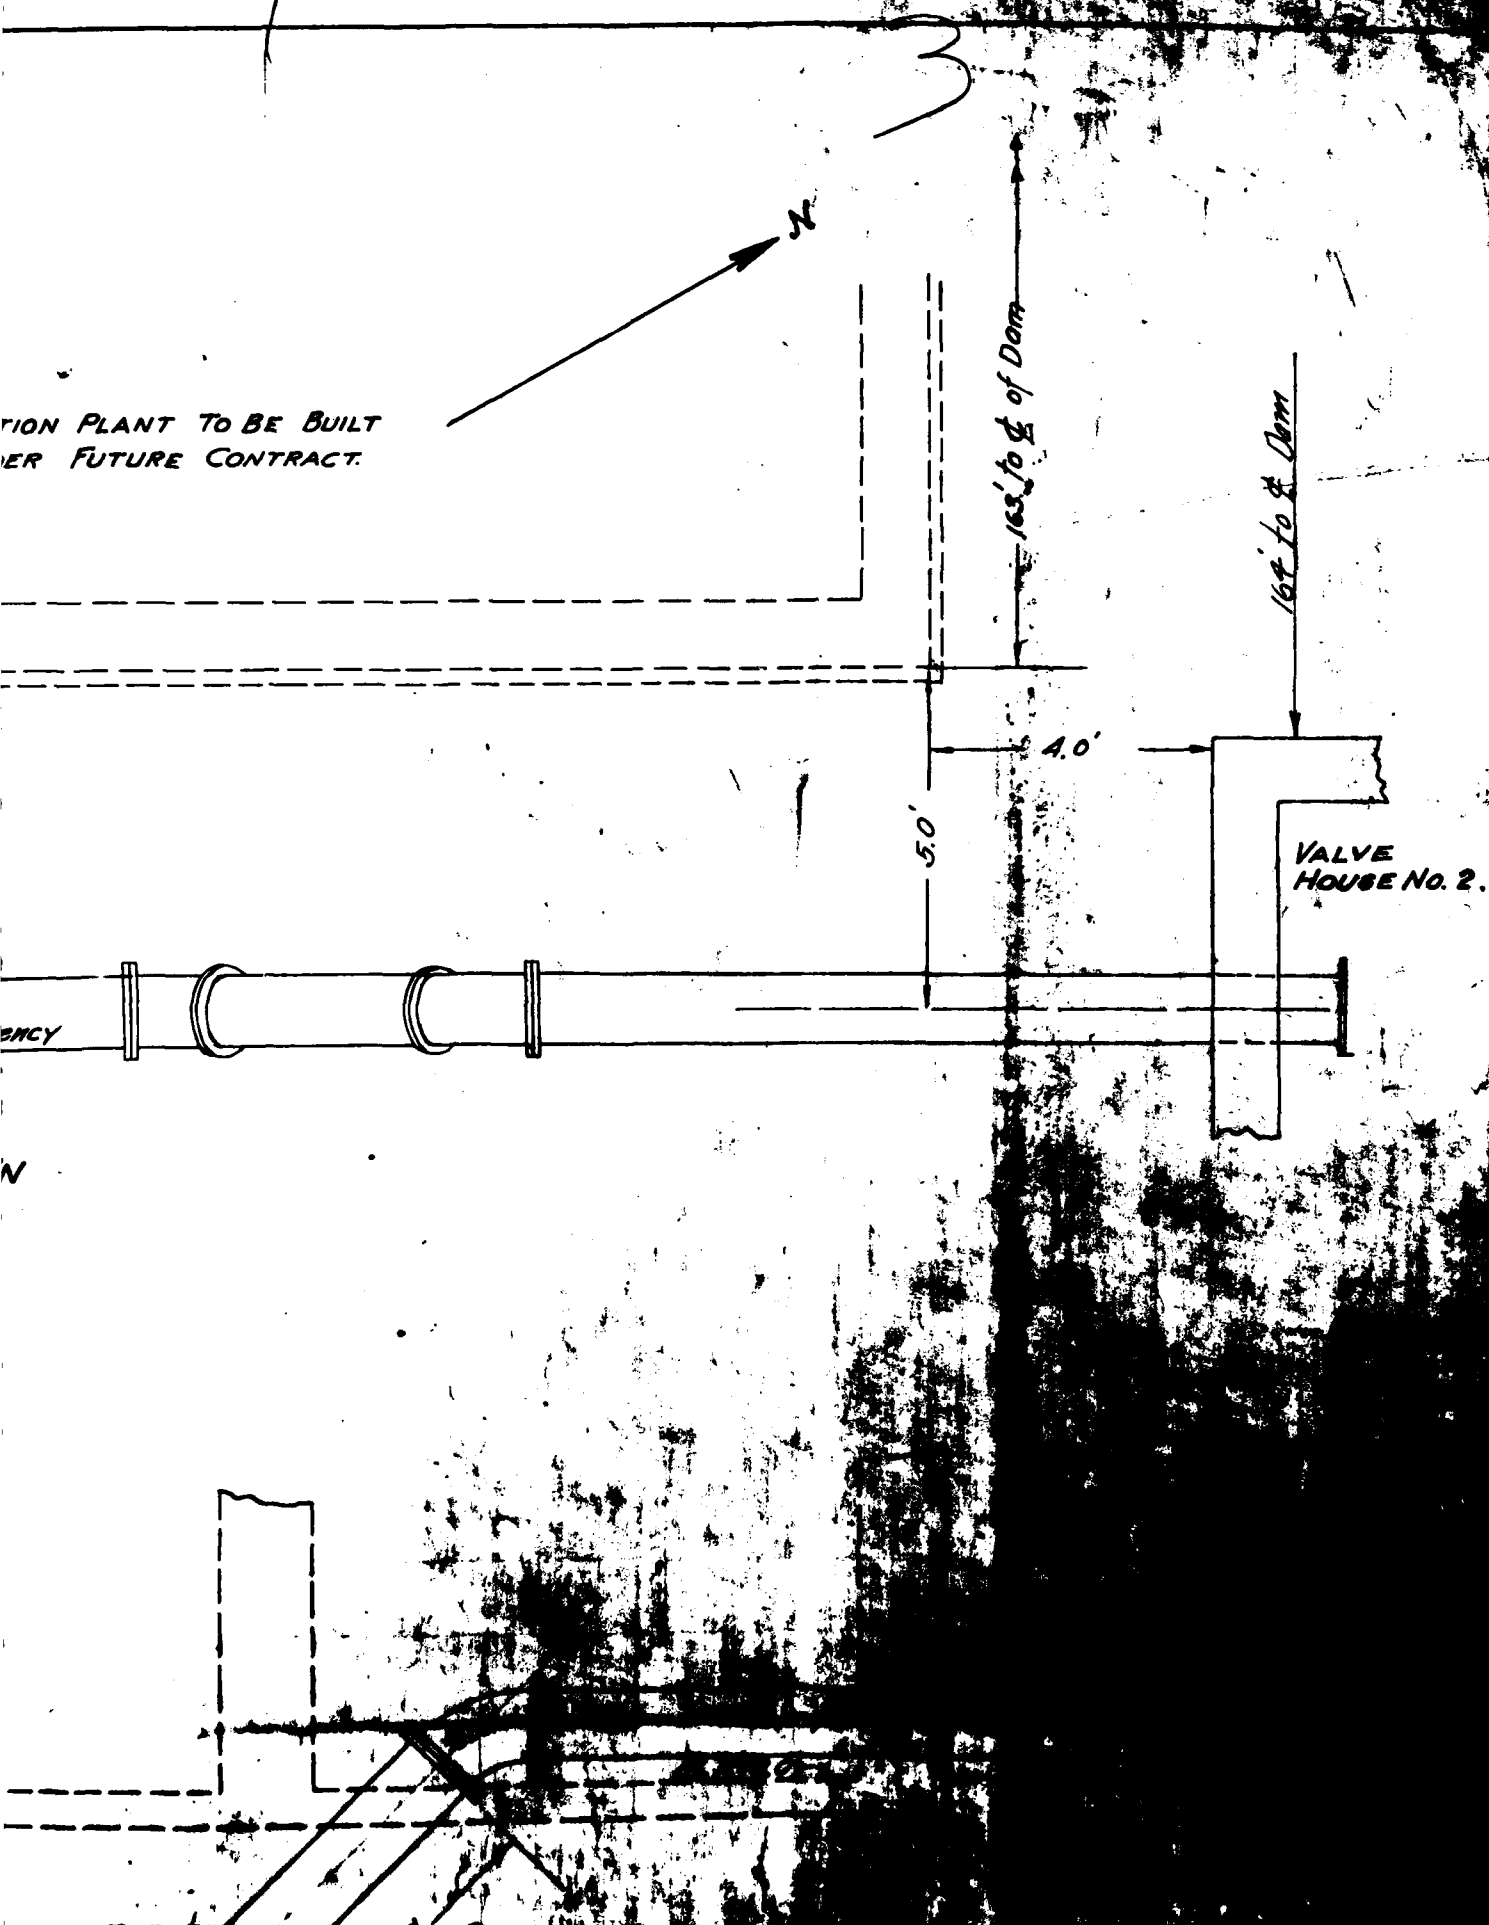 3
N
TION PLANT TO BE BUILT
ER FUTURE CONTRACT.
163' to ℄ of Dam
164' to ℄ Dam
4.0'
5.0'
VALVE
HOUSE No. 2.
ENCY
N